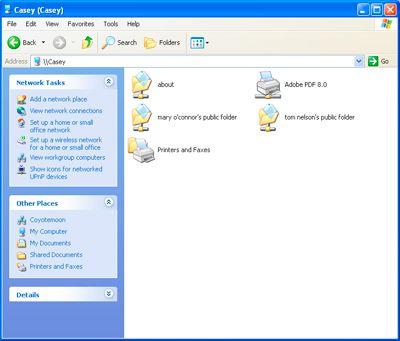 Casey (Casey)
File Edit View Favorites Tools Help
Back Search Folders
Address \\Casey Go
Network Tasks
Add a network place
View network connections
Set up a home or small
office network
Set up a wireless network
for a home or small office
View workgroup computers
Show icons for networked
UPnP devices
Other Places
Coyotemoon
My Computer
My Documents
Shared Documents
Printers and Faxes
Details
about
Adobe PDF 8.0
mary o'connor's public folder
tom nelson's public folder
Printers and Faxes